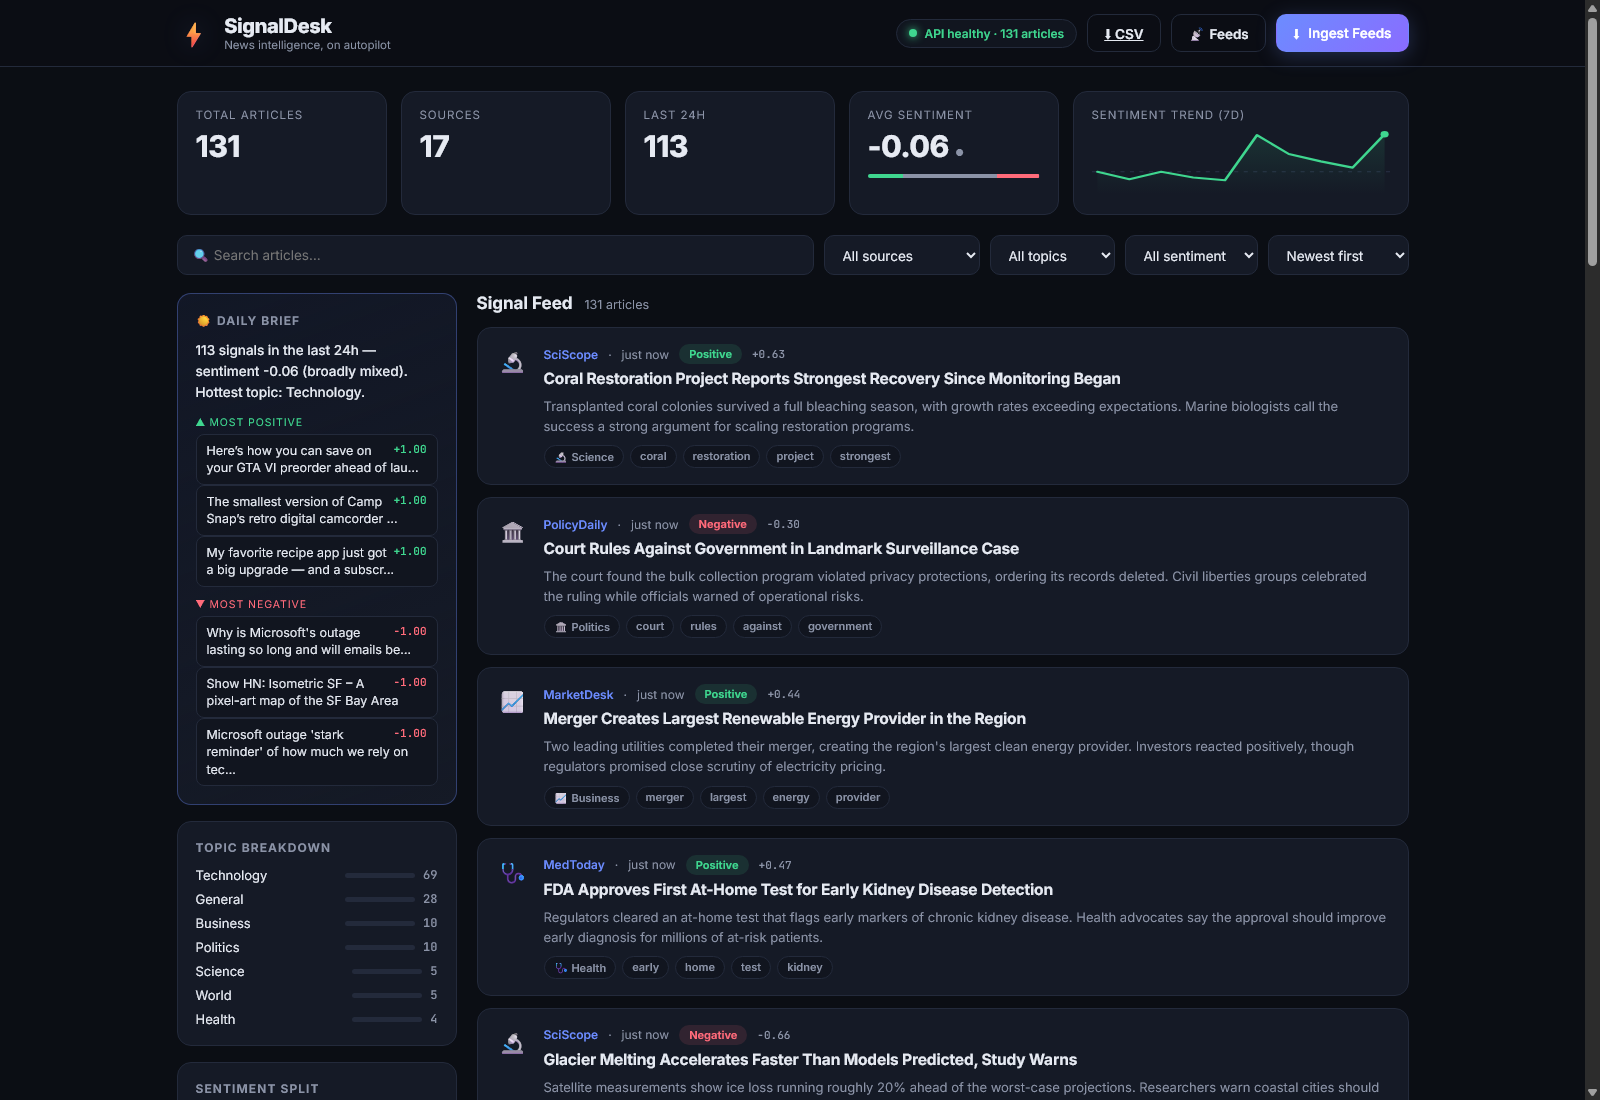 SignalDesk
News intelligence, on autopilot
API healthy · 131 articles
⬇ CSV
Feeds
⬇ Ingest Feeds
TOTAL ARTICLES
131
SOURCES
17
LAST 24H
113
AVG SENTIMENT
-0.06
SENTIMENT TREND (7D)
Search articles...
All sources
All topics
All sentiment
Newest first
DAILY BRIEF
113 signals in the last 24h —
sentiment -0.06 (broadly mixed).
Hottest topic: Technology.
▲ MOST POSITIVE
Here's how you can save on +1.00
your GTA VI preorder ahead of lau...
The smallest version of Camp +1.00
Snap's retro digital camcorder ...
My favorite recipe app just got +1.00
a big upgrade — and a subscr...
▼ MOST NEGATIVE
Why is Microsoft's outage -1.00
lasting so long and will emails be...
Show HN: Isometric SF – A -1.00
pixel-art map of the SF Bay Area
Microsoft outage 'stark -1.00
reminder' of how much we rely on
tec...
TOPIC BREAKDOWN
Technology 69
General 28
Business 10
Politics 10
Science 5
World 5
Health 4
SENTIMENT SPLIT
Signal Feed 131 articles
SciScope · just now Positive +0.63
Coral Restoration Project Reports Strongest Recovery Since Monitoring Began
Transplanted coral colonies survived a full bleaching season, with growth rates exceeding expectations. Marine biologists call the
success a strong argument for scaling restoration programs.
Science coral restoration project strongest
PolicyDaily · just now Negative -0.30
Court Rules Against Government in Landmark Surveillance Case
The court found the bulk collection program violated privacy protections, ordering its records deleted. Civil liberties groups celebrated
the ruling while officials warned of operational risks.
Politics court rules against government
MarketDesk · just now Positive +0.44
Merger Creates Largest Renewable Energy Provider in the Region
Two leading utilities completed their merger, creating the region's largest clean energy provider. Investors reacted positively, though
regulators promised close scrutiny of electricity pricing.
Business merger largest energy provider
MedToday · just now Positive +0.47
FDA Approves First At-Home Test for Early Kidney Disease Detection
Regulators cleared an at-home test that flags early markers of chronic kidney disease. Health advocates say the approval should improve
early diagnosis for millions of at-risk patients.
Health early home test kidney
SciScope · just now Negative -0.66
Glacier Melting Accelerates Faster Than Models Predicted, Study Warns
Satellite measurements show ice loss running roughly 20% ahead of the worst-case projections. Researchers warn coastal cities should